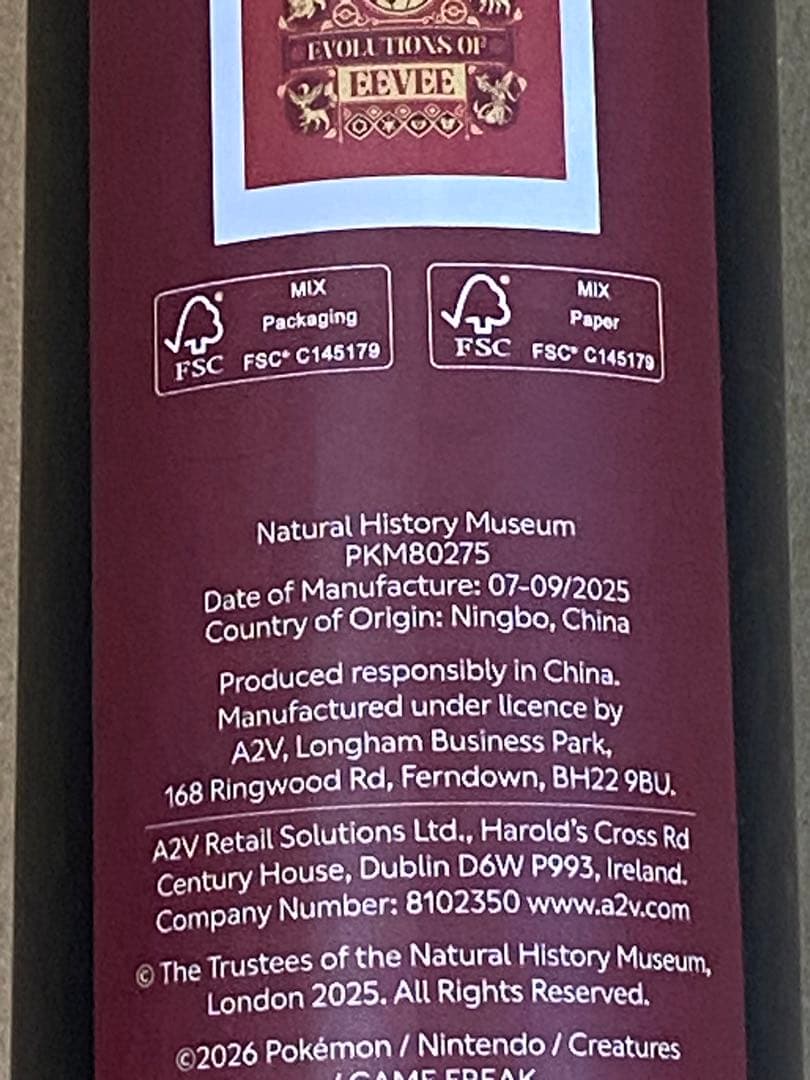 EVOLUTIONS OF
EEVEE
MIX
Packaging
FSC FSC® C145179
MIX
Paper
FSC FSC® C145179
Natural History Museum
PKM80275
Date of Manufacture: 07-09/2025
Country of Origin: Ningbo, China
Produced responsibly in China.
Manufactured under licence by
A2V, Longham Business Park,
168 Ringwood Rd, Ferndown, BH22 9BU.
A2V Retail Solutions Ltd., Harold's Cross Rd
Century House, Dublin D6W P993, Ireland.
Company Number: 8102350 www.a2v.com
© The Trustees of the Natural History Museum,
London 2025. All Rights Reserved.
©2026 Pokémon / Nintendo / Creatures
/ GAME FREAK